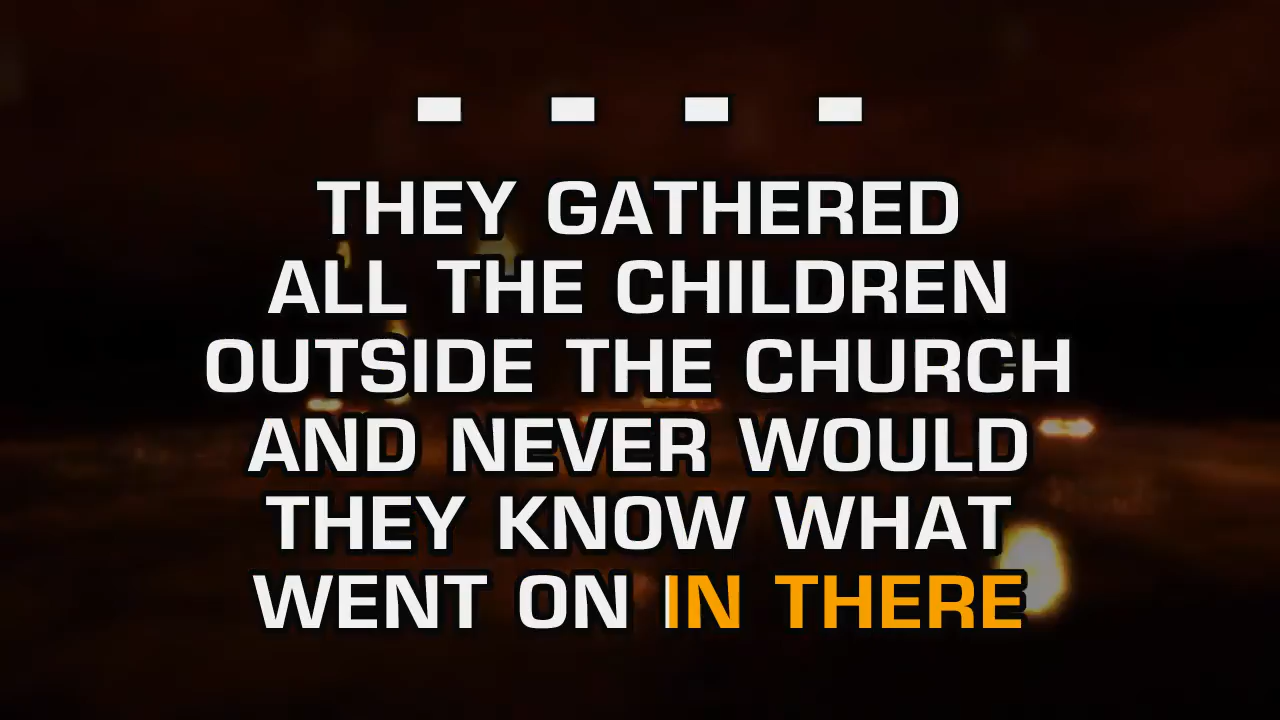 - - - -
THEY GATHERED
ALL THE CHILDREN
OUTSIDE THE CHURCH
AND NEVER WOULD
THEY KNOW WHAT
WENT ON IN THERE